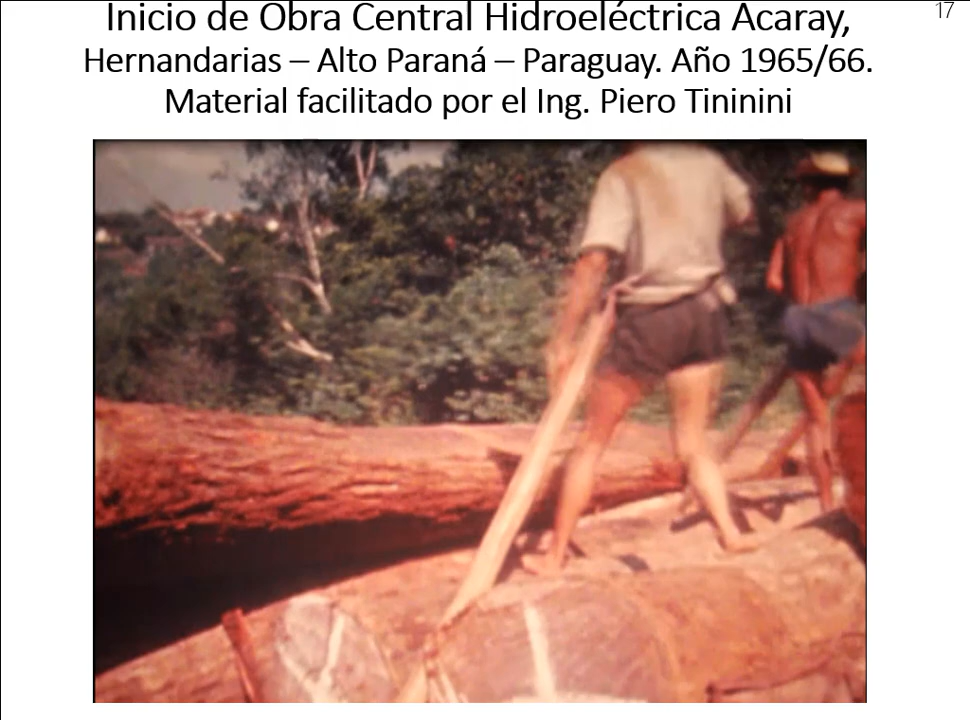 17
Inicio de Obra Central Hidroeléctrica Acaray,
Hernandarias – Alto Paraná – Paraguay. Año 1965/66.
Material facilitado por el Ing. Piero Tininini